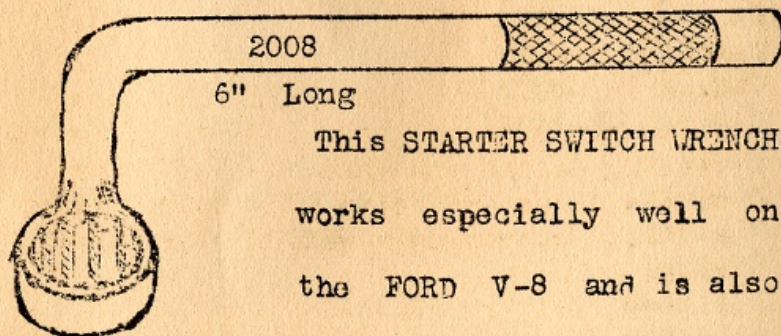 2008
6" Long
This STARTER SWITCH WRENCH
works especially well on
the FORD V-8 and is also